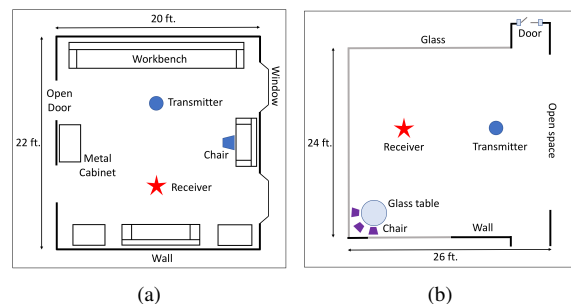 20 ft.
Workbench
Window
Open
Door
Transmitter
22 ft.
Chair
Metal
Cabinet
Receiver
Wall
(a)
Door
Glass
Open space
24 ft.
Receiver
Transmitter
Glass table
Chair
Wall
26 ft.
(b)